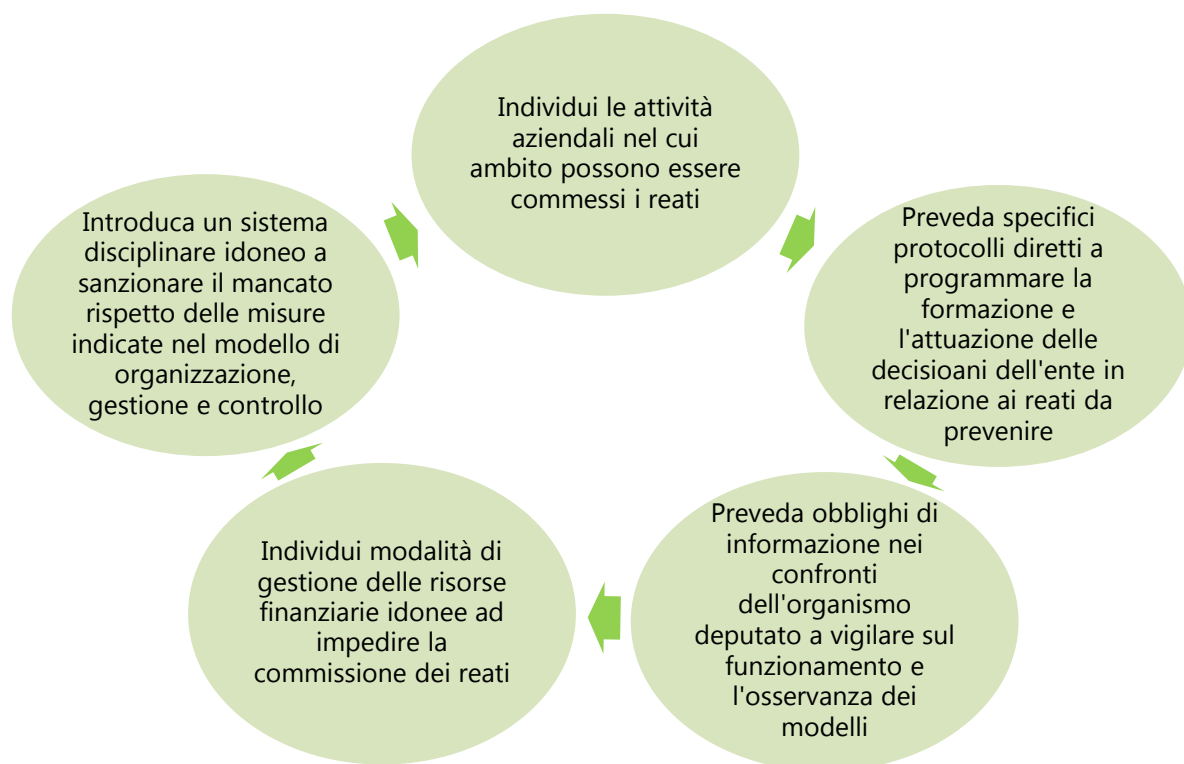 Individui le attività
aziendali nel cui
ambito possono essere
commessi i reati
Preveda specifici
protocolli diretti a
programmare la
formazione e
l'attuazione delle
decisioani dell'ente in
relazione ai reati da
prevenire
Preveda obblighi di
informazione nei
confronti
dell'organismo
deputato a vigilare sul
funzionamento e
l'osservanza dei
modelli
Individui modalità di
gestione delle risorse
finanziarie idonee ad
impedire la
commissione dei reati
Introduca un sistema
disciplinare idoneo a
sanzionare il mancato
rispetto delle misure
indicate nel modello di
organizzazione,
gestione e controllo